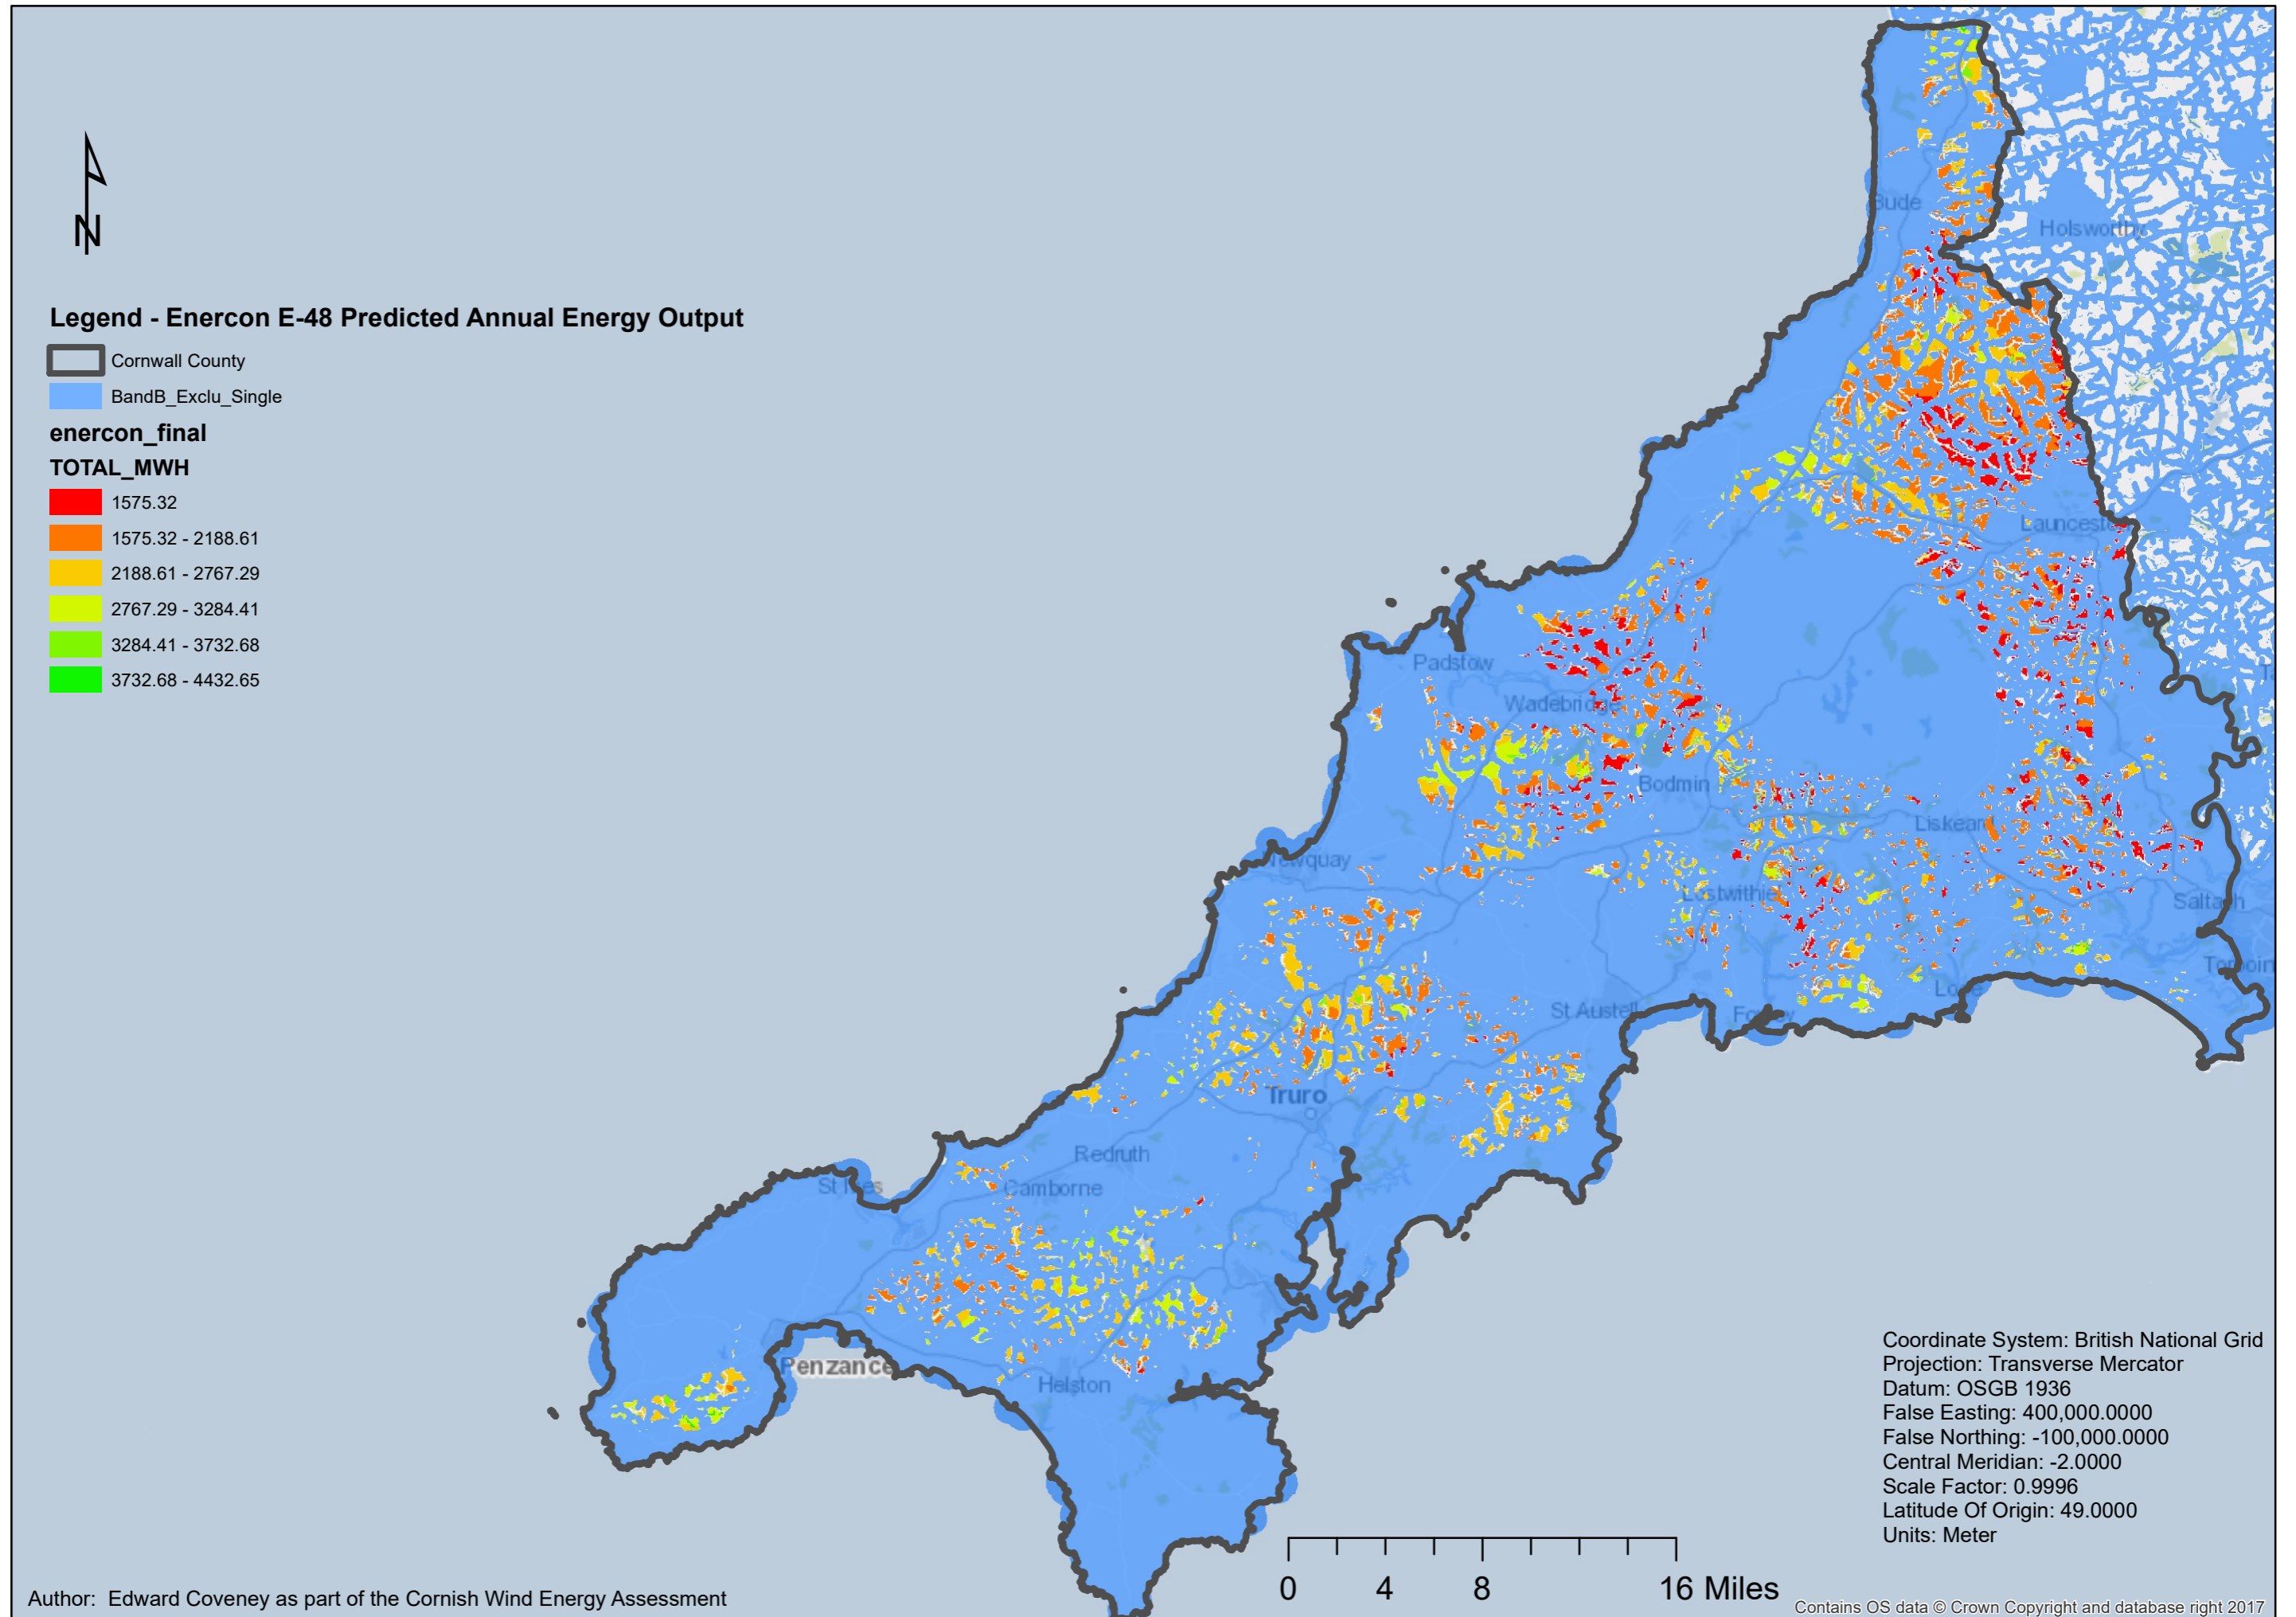 N
Legend - Enercon E-48 Predicted Annual Energy Output
Cornwall County
BandB_Exclu_Single
enercon_final
TOTAL_MWH
1575.32
1575.32 - 2188.61
2188.61 - 2767.29
2767.29 - 3284.41
3284.41 - 3732.68
3732.68 - 4432.65
Bude
Holsworthy
Launceston
Padstow
Wadebridge
Bodmin
Liskeard
Newquay
Lostwithiel
Saltash
Torpoint
Looe
St Austell
Fowey
Truro
Redruth
St Ives
Camborne
Penzance
Helston
Coordinate System: British National Grid
Projection: Transverse Mercator
Datum: OSGB 1936
False Easting: 400,000.0000
False Northing: -100,000.0000
Central Meridian: -2.0000
Scale Factor: 0.9996
Latitude Of Origin: 49.0000
Units: Meter
0 4 8 16 Miles
Author: Edward Coveney as part of the Cornish Wind Energy Assessment
Contains OS data © Crown Copyright and database right 2017